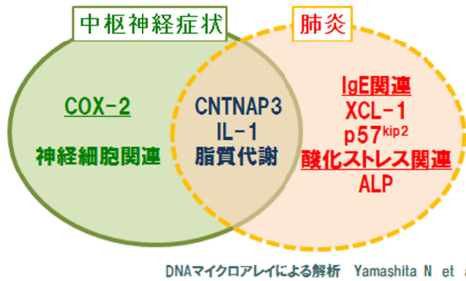 中枢神経症状
肺炎
COX-2
神経細胞関連
CNTNAP3
IL-1
脂質代謝
IgE関連
XCL-1
p57kip2
酸化ストレス関連
ALP
DNAマイクロアレイによる解析 Yamashita N et